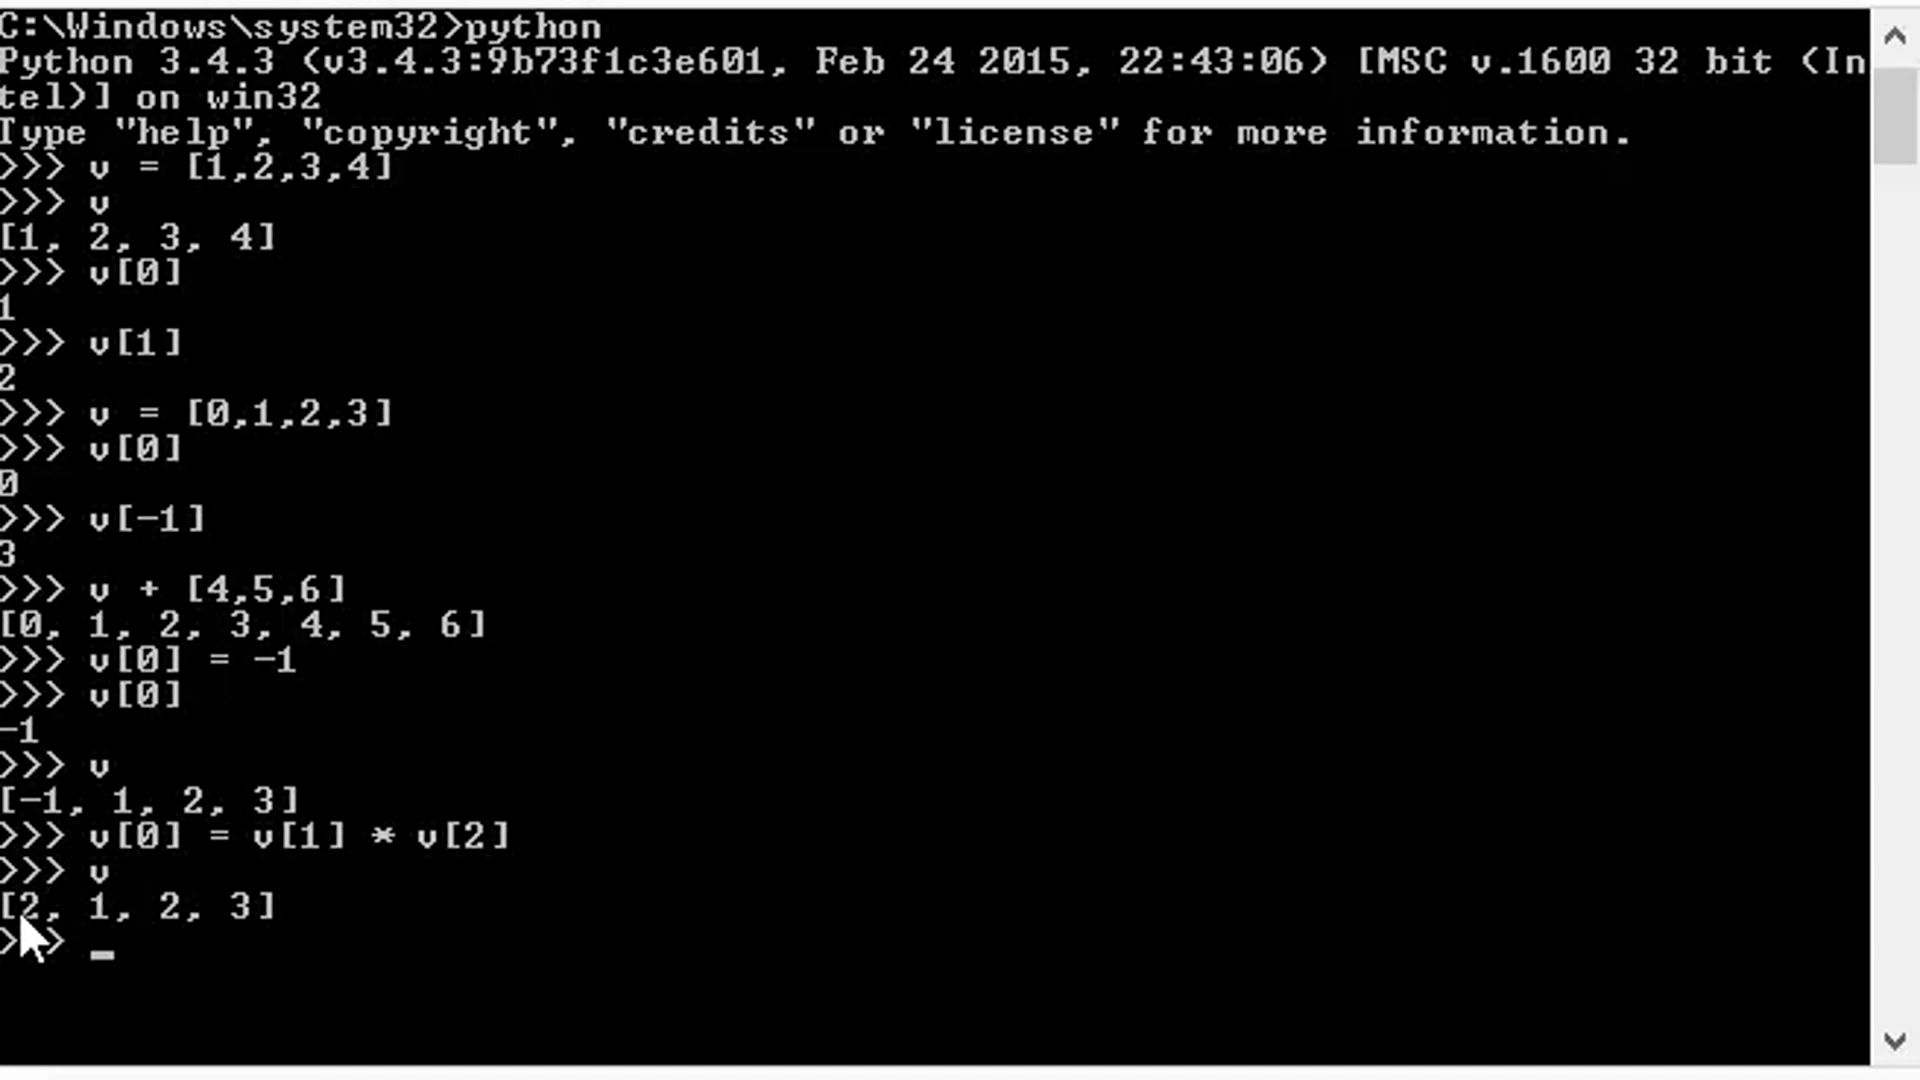 C:\Windows\system32>python
Python 3.4.3 (v3.4.3:9b73f1c3e601, Feb 24 2015, 22:43:06) [MSC v.1600 32 bit (In
tel)] on win32
Type "help", "copyright", "credits" or "license" for more information.
>>> v = [1,2,3,4]
>>> v
[1, 2, 3, 4]
>>> v[0]
1
>>> v[1]
2
>>> v = [0,1,2,3]
>>> v[0]
0
>>> v[-1]
3
>>> v + [4,5,6]
[0, 1, 2, 3, 4, 5, 6]
>>> v[0] = -1
>>> v[0]
-1
>>> v
[-1, 1, 2, 3]
>>> v[0] = v[1] * v[2]
>>> v
[2, 1, 2, 3]
>>> _